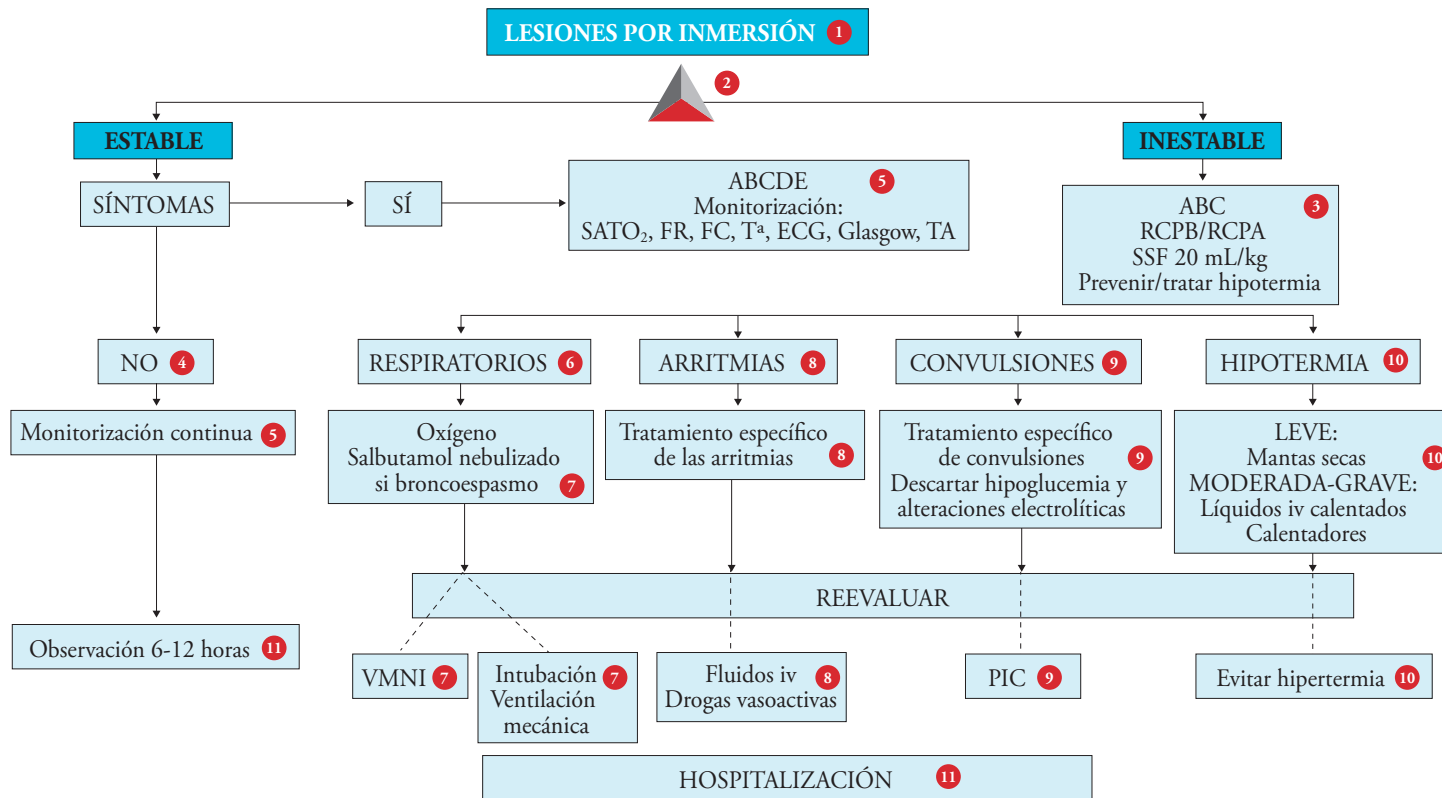 LESIONES POR INMERSIÓN 1
2
ESTABLE
INESTABLE
SÍNTOMAS
SÍ
ABCDE 5
Monitorización:
SATO₂, FR, FC, Tª, ECG, Glasgow, TA
ABC 3
RCPB/RCPA
SSF 20 mL/kg
Prevenir/tratar hipotermia
NO 4
RESPIRATORIOS 6
ARRITMIAS 8
CONVULSIONES 9
HIPOTERMIA 10
Monitorización continua 5
Oxígeno
Salbutamol nebulizado
si broncoespasmo 7
Tratamiento específico
de las arritmias 8
Tratamiento específico
de convulsiones 9
Descartar hipoglucemia y
alteraciones electrolíticas
LEVE:
Mantas secas 10
MODERADA-GRAVE:
Líquidos iv calentados
Calentadores
REEVALUAR
Observación 6-12 horas 11
VMNI 7
Intubación 7
Ventilación
mecánica
Fluidos iv 8
Drogas vasoactivas
PIC 9
Evitar hipertermia 10
HOSPITALIZACIÓN 11